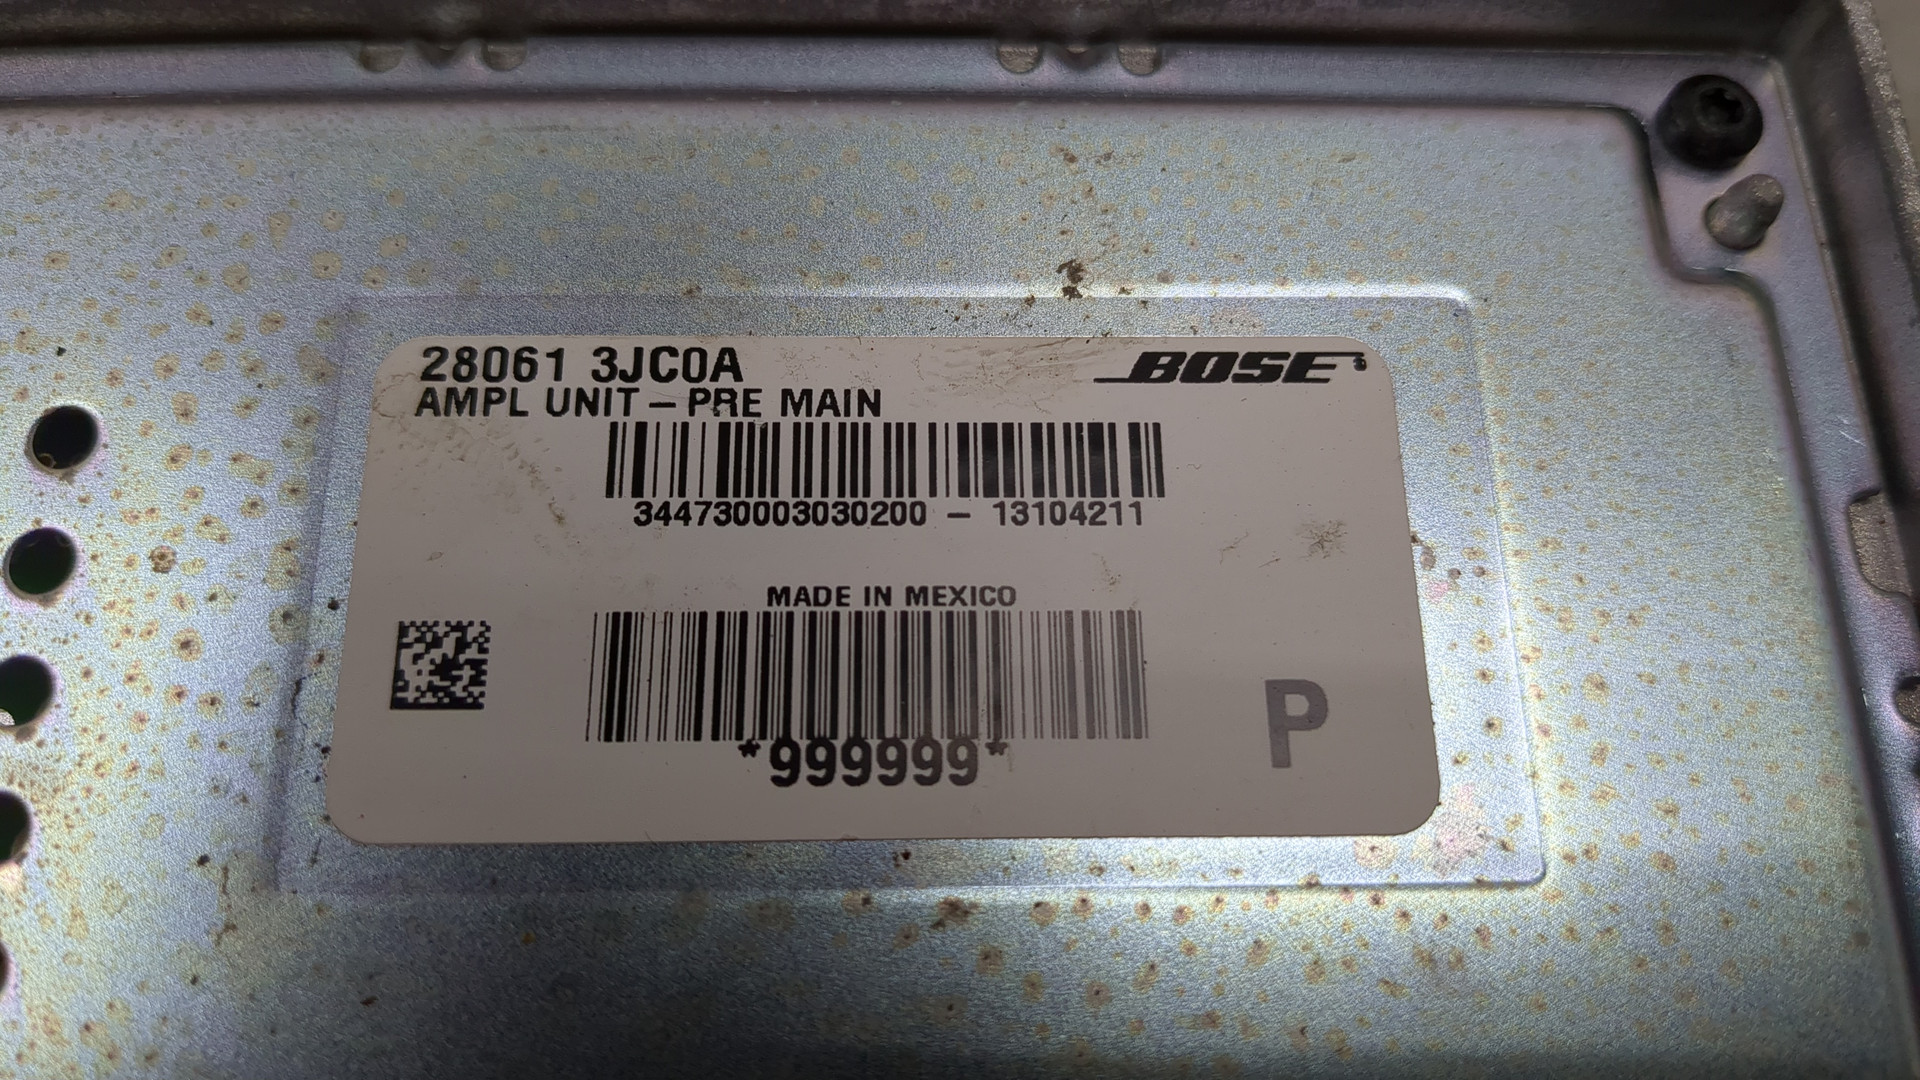 28061 3JC0A
BOSE
AMPL UNIT – PRE MAIN
344730003030200 – 13104211
MADE IN MEXICO
*999999*
P